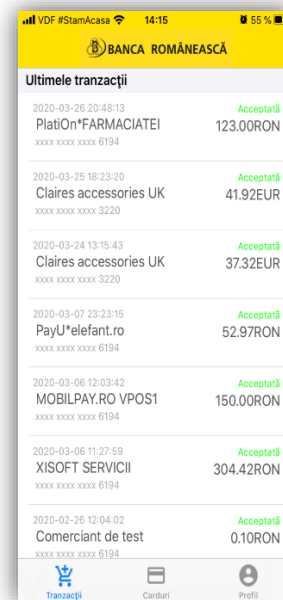 VDF #StamAcasa 14:15 55 %
BANCA ROMÂNEASCĂ
Ultimele tranzacții
2020-03-26 20:48:13 Acceptată
PlatiOn*FARMACIATEI 123.00RON
xxxx xxxx xxxx 6194
2020-03-25 18:23:20 Acceptată
Claires accessories UK 41.92EUR
xxxx xxxx xxxx 3220
2020-03-24 13:15:43 Acceptată
Claires accessories UK 37.32EUR
xxxx xxxx xxxx 3220
2020-03-07 23:23:15 Acceptată
PayU*elefant.ro 52.97RON
xxxx xxxx xxxx 6194
2020-03-06 12:03:42 Acceptată
MOBILPAY.RO VPOS1 150.00RON
xxxx xxxx xxxx 6194
2020-03-06 11:27:59 Acceptată
XISOFT SERVICII 304.42RON
xxxx xxxx xxxx 6194
2020-02-26 12:04:02 Acceptată
Comerciant de test 0.10RON
xxxx xxxx xxxx 6194
Tranzacții Carduri Profil